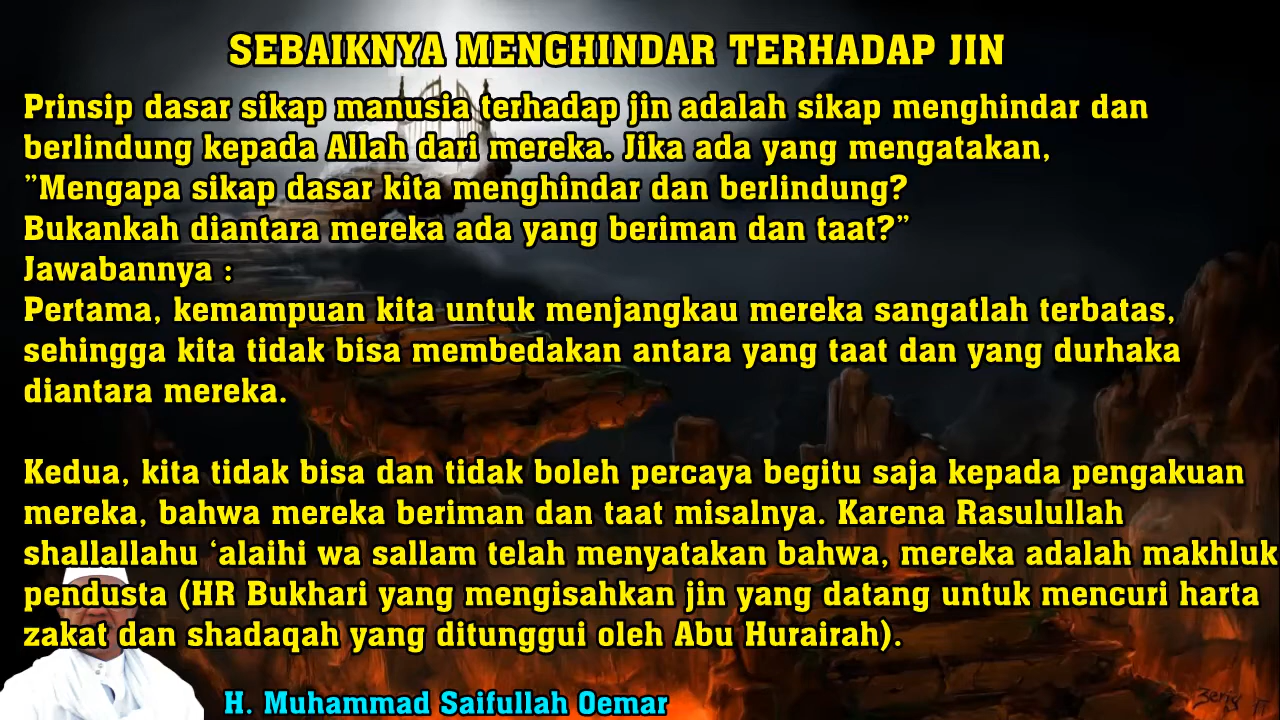 SEBAIKNYA MENGHINDAR TERHADAP JIN
Prinsip dasar sikap manusia terhadap jin adalah sikap menghindar dan
berlindung kepada Allah dari mereka. Jika ada yang mengatakan,
”Mengapa sikap dasar kita menghindar dan berlindung?
Bukankah diantara mereka ada yang beriman dan taat?”
Jawabannya :
Pertama, kemampuan kita untuk menjangkau mereka sangatlah terbatas,
sehingga kita tidak bisa membedakan antara yang taat dan yang durhaka
diantara mereka.
Kedua, kita tidak bisa dan tidak boleh percaya begitu saja kepada pengakuan
mereka, bahwa mereka beriman dan taat misalnya. Karena Rasulullah
shallallahu ‘alaihi wa sallam telah menyatakan bahwa, mereka adalah makhluk
pendusta (HR Bukhari yang mengisahkan jin yang datang untuk mencuri harta
zakat dan shadaqah yang ditunggui oleh Abu Hurairah).
H. Muhammad Saifullah Oemar